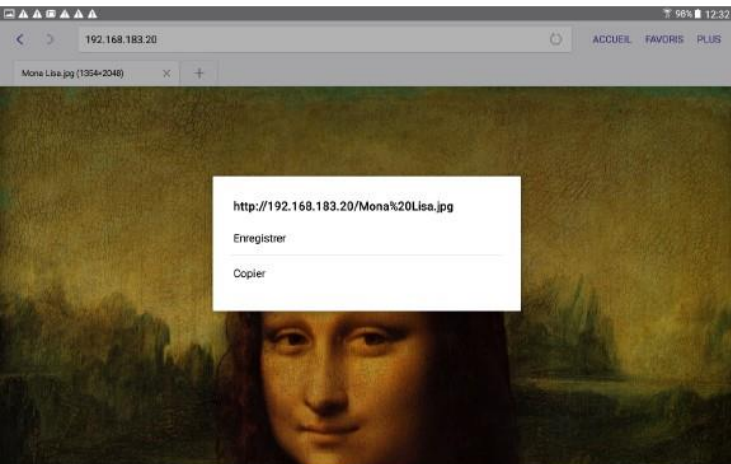 98% 12:32
192.168.183.20 ACCUEIL FAVORIS PLUS
Mona Lisa.jpg (1354×2048)
http://192.168.183.20/Mona%20Lisa.jpg
Enregistrer
Copier